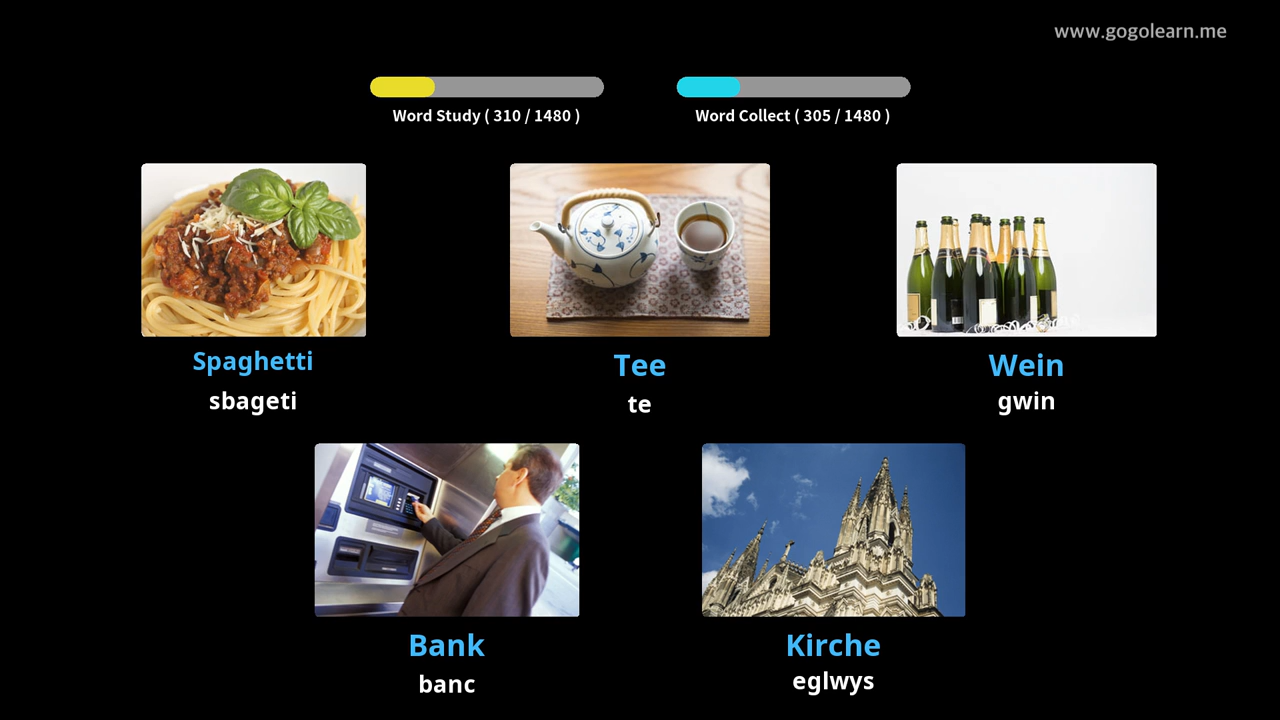 www.gogolearn.me
Word Study ( 310 / 1480 )
Word Collect ( 305 / 1480 )
Spaghetti
sbageti
Tee
te
Wein
gwin
Bank
banc
Kirche
eglwys